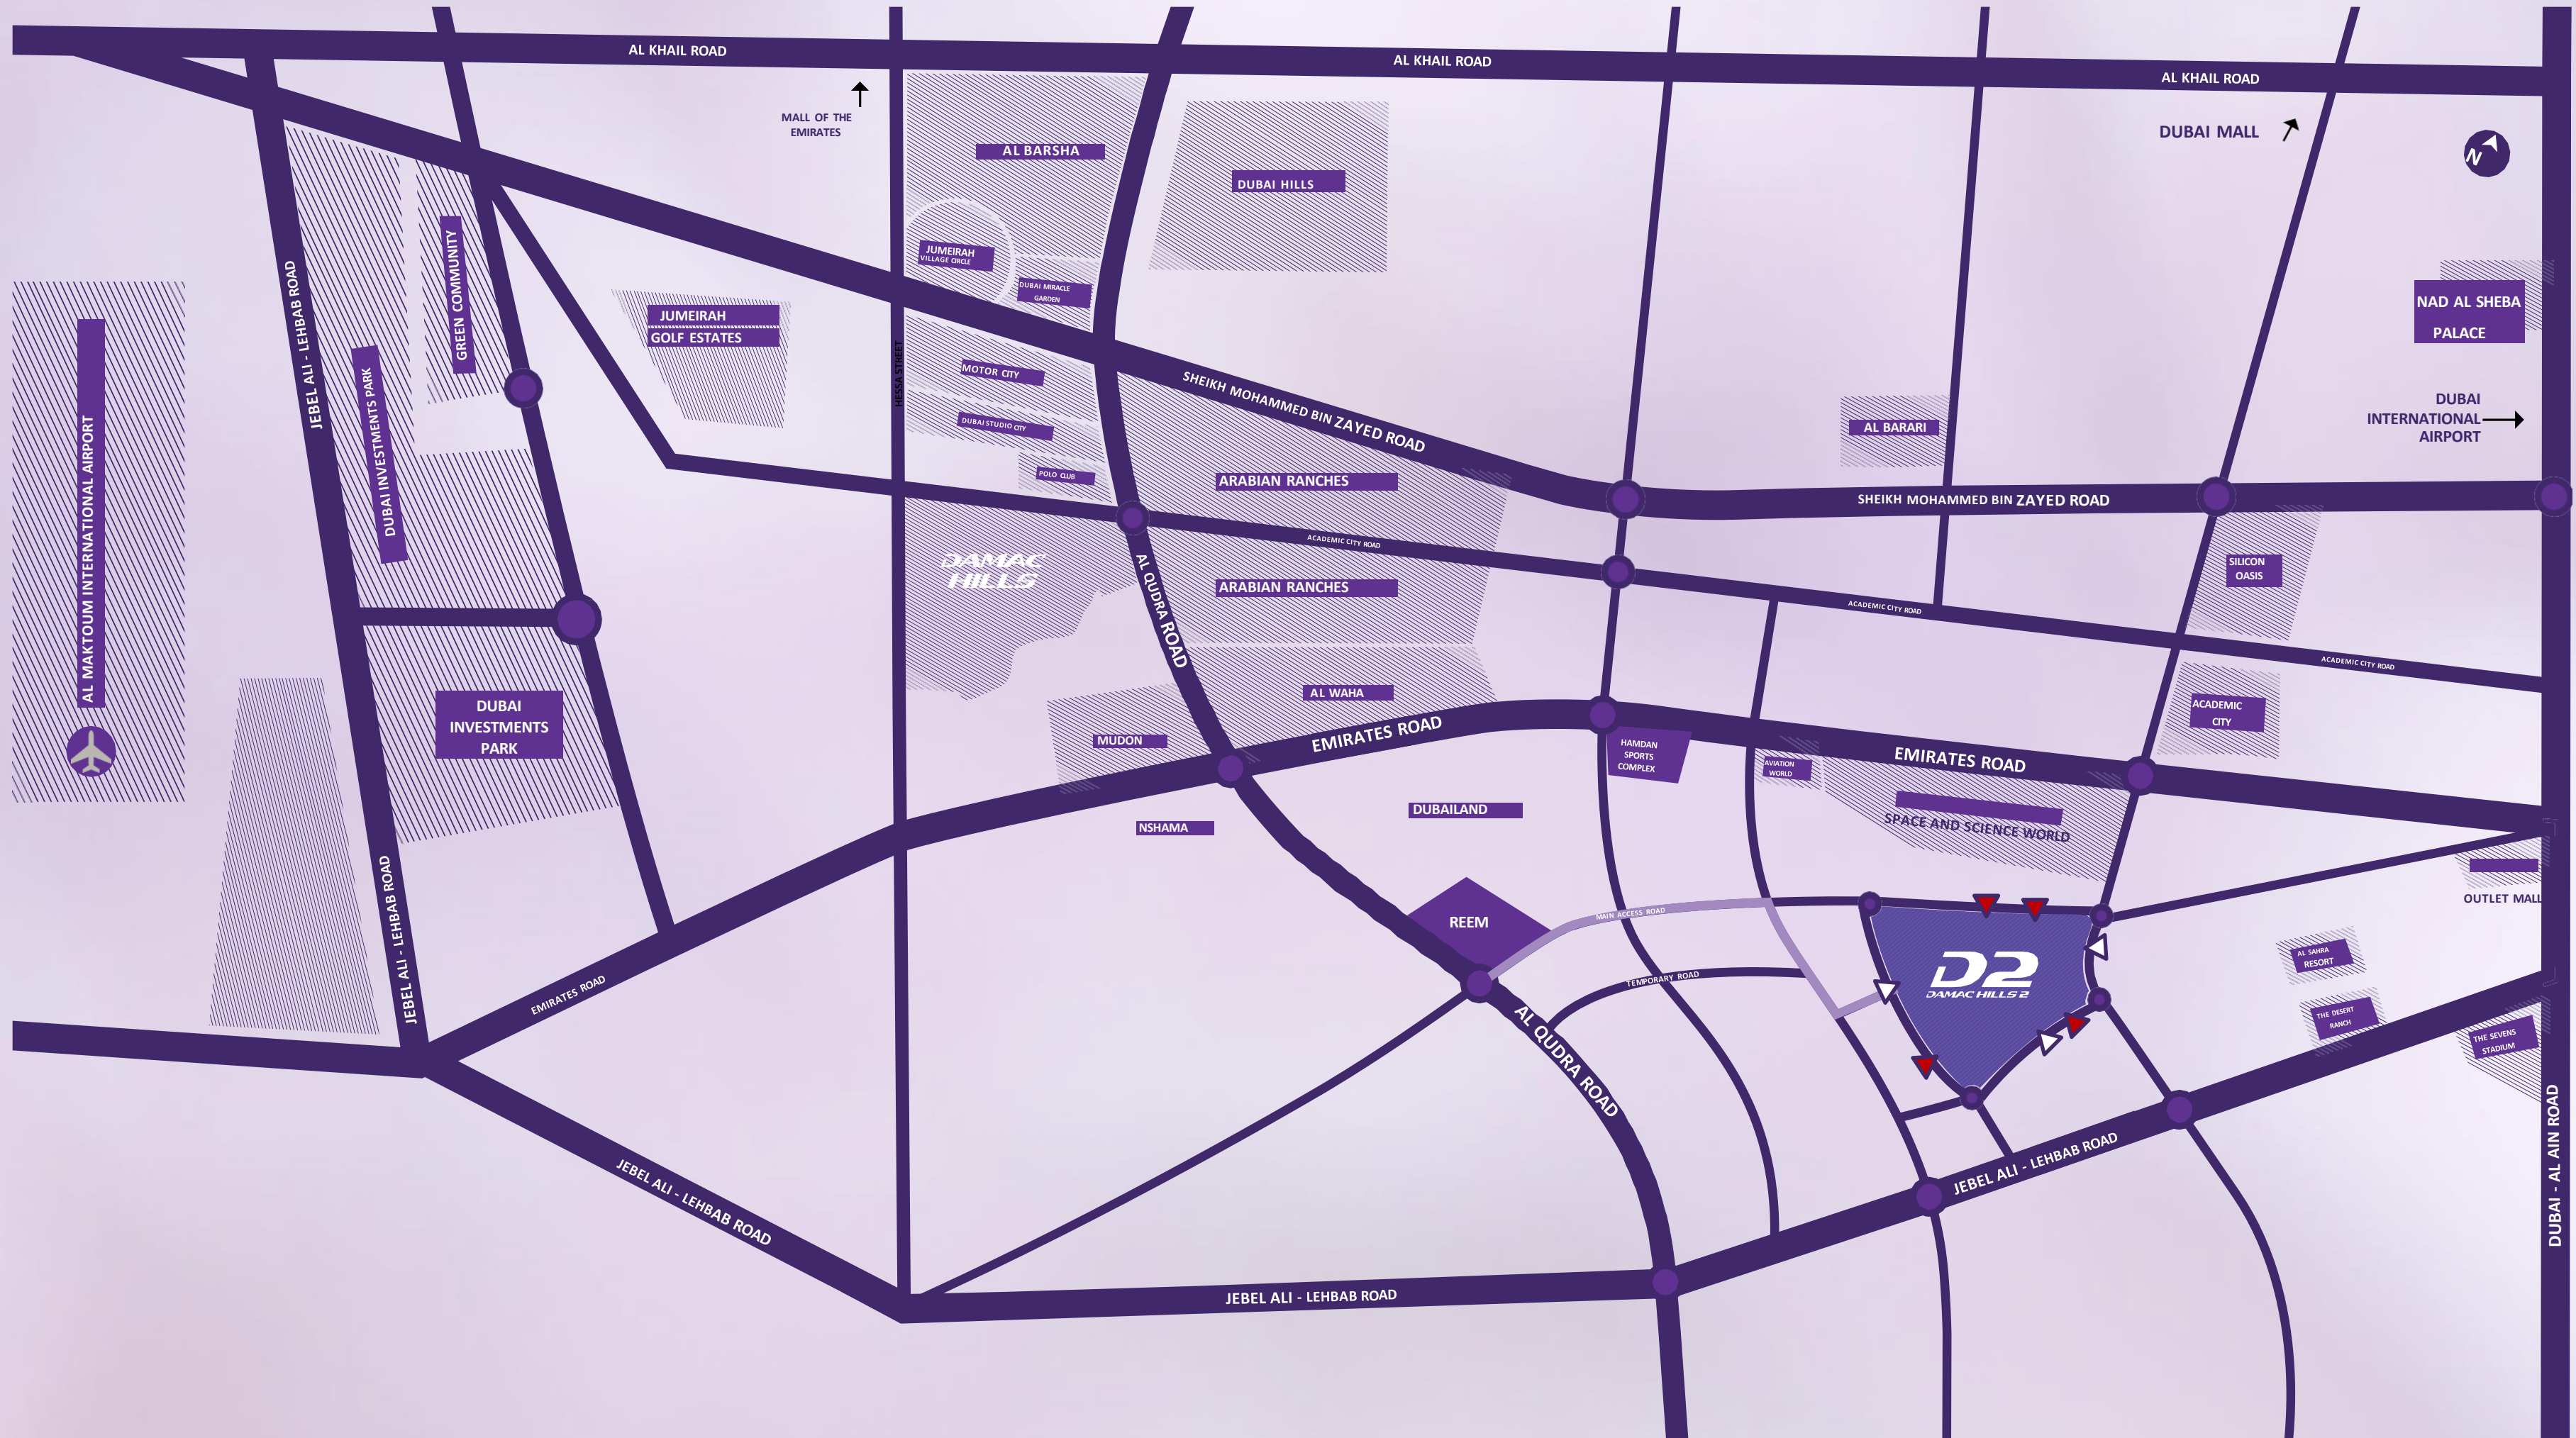 AL KHAIL ROAD
AL KHAIL ROAD
AL KHAIL ROAD
MALL OF THE
EMIRATES
DUBAI MALL
N
AL BARSHA
DUBAI HILLS
JUMEIRAH
VILLAGE CIRCLE
DUBAI MIRACLE
GARDEN
GREEN COMMUNITY
JEBEL ALI - LEHBAB ROAD
JUMEIRAH
GOLF ESTATES
HESSA STREET
NAD AL SHEBA
PALACE
MOTOR CITY
DUBAI STUDIO CITY
POLO CLUB
SHEIKH MOHAMMED BIN ZAYED ROAD
DUBAI
INTERNATIONAL
AIRPORT
AL BARARI
DUBAI INVESTMENTS PARK
AL MAKTOUM INTERNATIONAL AIRPORT
ARABIAN RANCHES
SHEIKH MOHAMMED BIN ZAYED ROAD
ACADEMIC CITY ROAD
DAMAC
HILLS
ARABIAN RANCHES
SILICON
OASIS
ACADEMIC CITY ROAD
AL QUDRA ROAD
ACADEMIC CITY ROAD
AL WAHA
DUBAI
INVESTMENTS
PARK
ACADEMIC
CITY
MUDON
EMIRATES ROAD
HAMDAN
SPORTS
COMPLEX
AVIATION
WORLD
EMIRATES ROAD
NSHAMA
DUBAILAND
SPACE AND SCIENCE WORLD
OUTLET MALL
REEM
MAIN ACCESS ROAD
JEBEL ALI - LEHBAB ROAD
TEMPORARY ROAD
D2
DAMAC HILLS 2
AL SAHRA
RESORT
EMIRATES ROAD
AL QUDRA ROAD
THE DESERT
RANCH
THE SEVENS
STADIUM
JEBEL ALI - LEHBAB ROAD
JEBEL ALI - LEHBAB ROAD
DUBAI - AL AIN ROAD
JEBEL ALI - LEHBAB ROAD